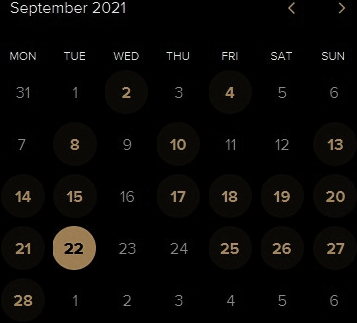 September 2021
MON TUE WED THU FRI SAT SUN
31 1 2 3 4 5 6
7 8 9 10 11 12 13
14 15 16 17 18 19 20
21 22 23 24 25 26 27
28 1 2 3 4 5 6